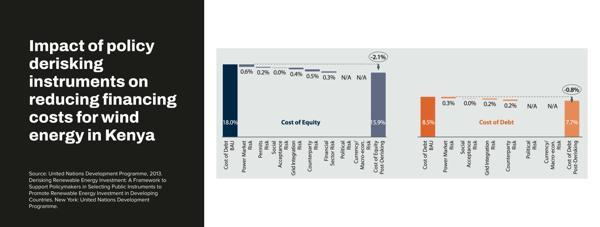 Impact of policy
derisking
instruments on
reducing financing
costs for wind
energy in Kenya
Source: United Nations Development Programme, 2013.
Derisking Renewable Energy Investment: A Framework to
Support Policymakers in Selecting Public Instruments to
Promote Renewable Energy Investment in Developing
Countries. New York: United Nations Development
Programme.
-2.1%
0.6%
0.2%
0.0%
0.4%
0.5%
0.3%
N/A
N/A
18.0%
Cost of Equity
15.9%
Cost of Debt
BAU
Power Market
Risk
Permits
Risk
Social
Acceptance
Risk
Grid Integration
Risk
Counterparty
Risk
Financial
Sector Risk
Political
Risk
Currency/
Macro-econ.
Risk
Cost of Equity
Post-Derisking
-0.8%
0.3%
0.0%
0.2%
0.2%
N/A
N/A
8.5%
Cost of Debt
7.7%
Cost of Debt
BAU
Power Market
Risk
Social
Acceptance
Risk
Grid Integration
Risk
Counterparty
Risk
Political
Risk
Currency/
Macro-econ.
Risk
Cost of Debt
Post-Derisking